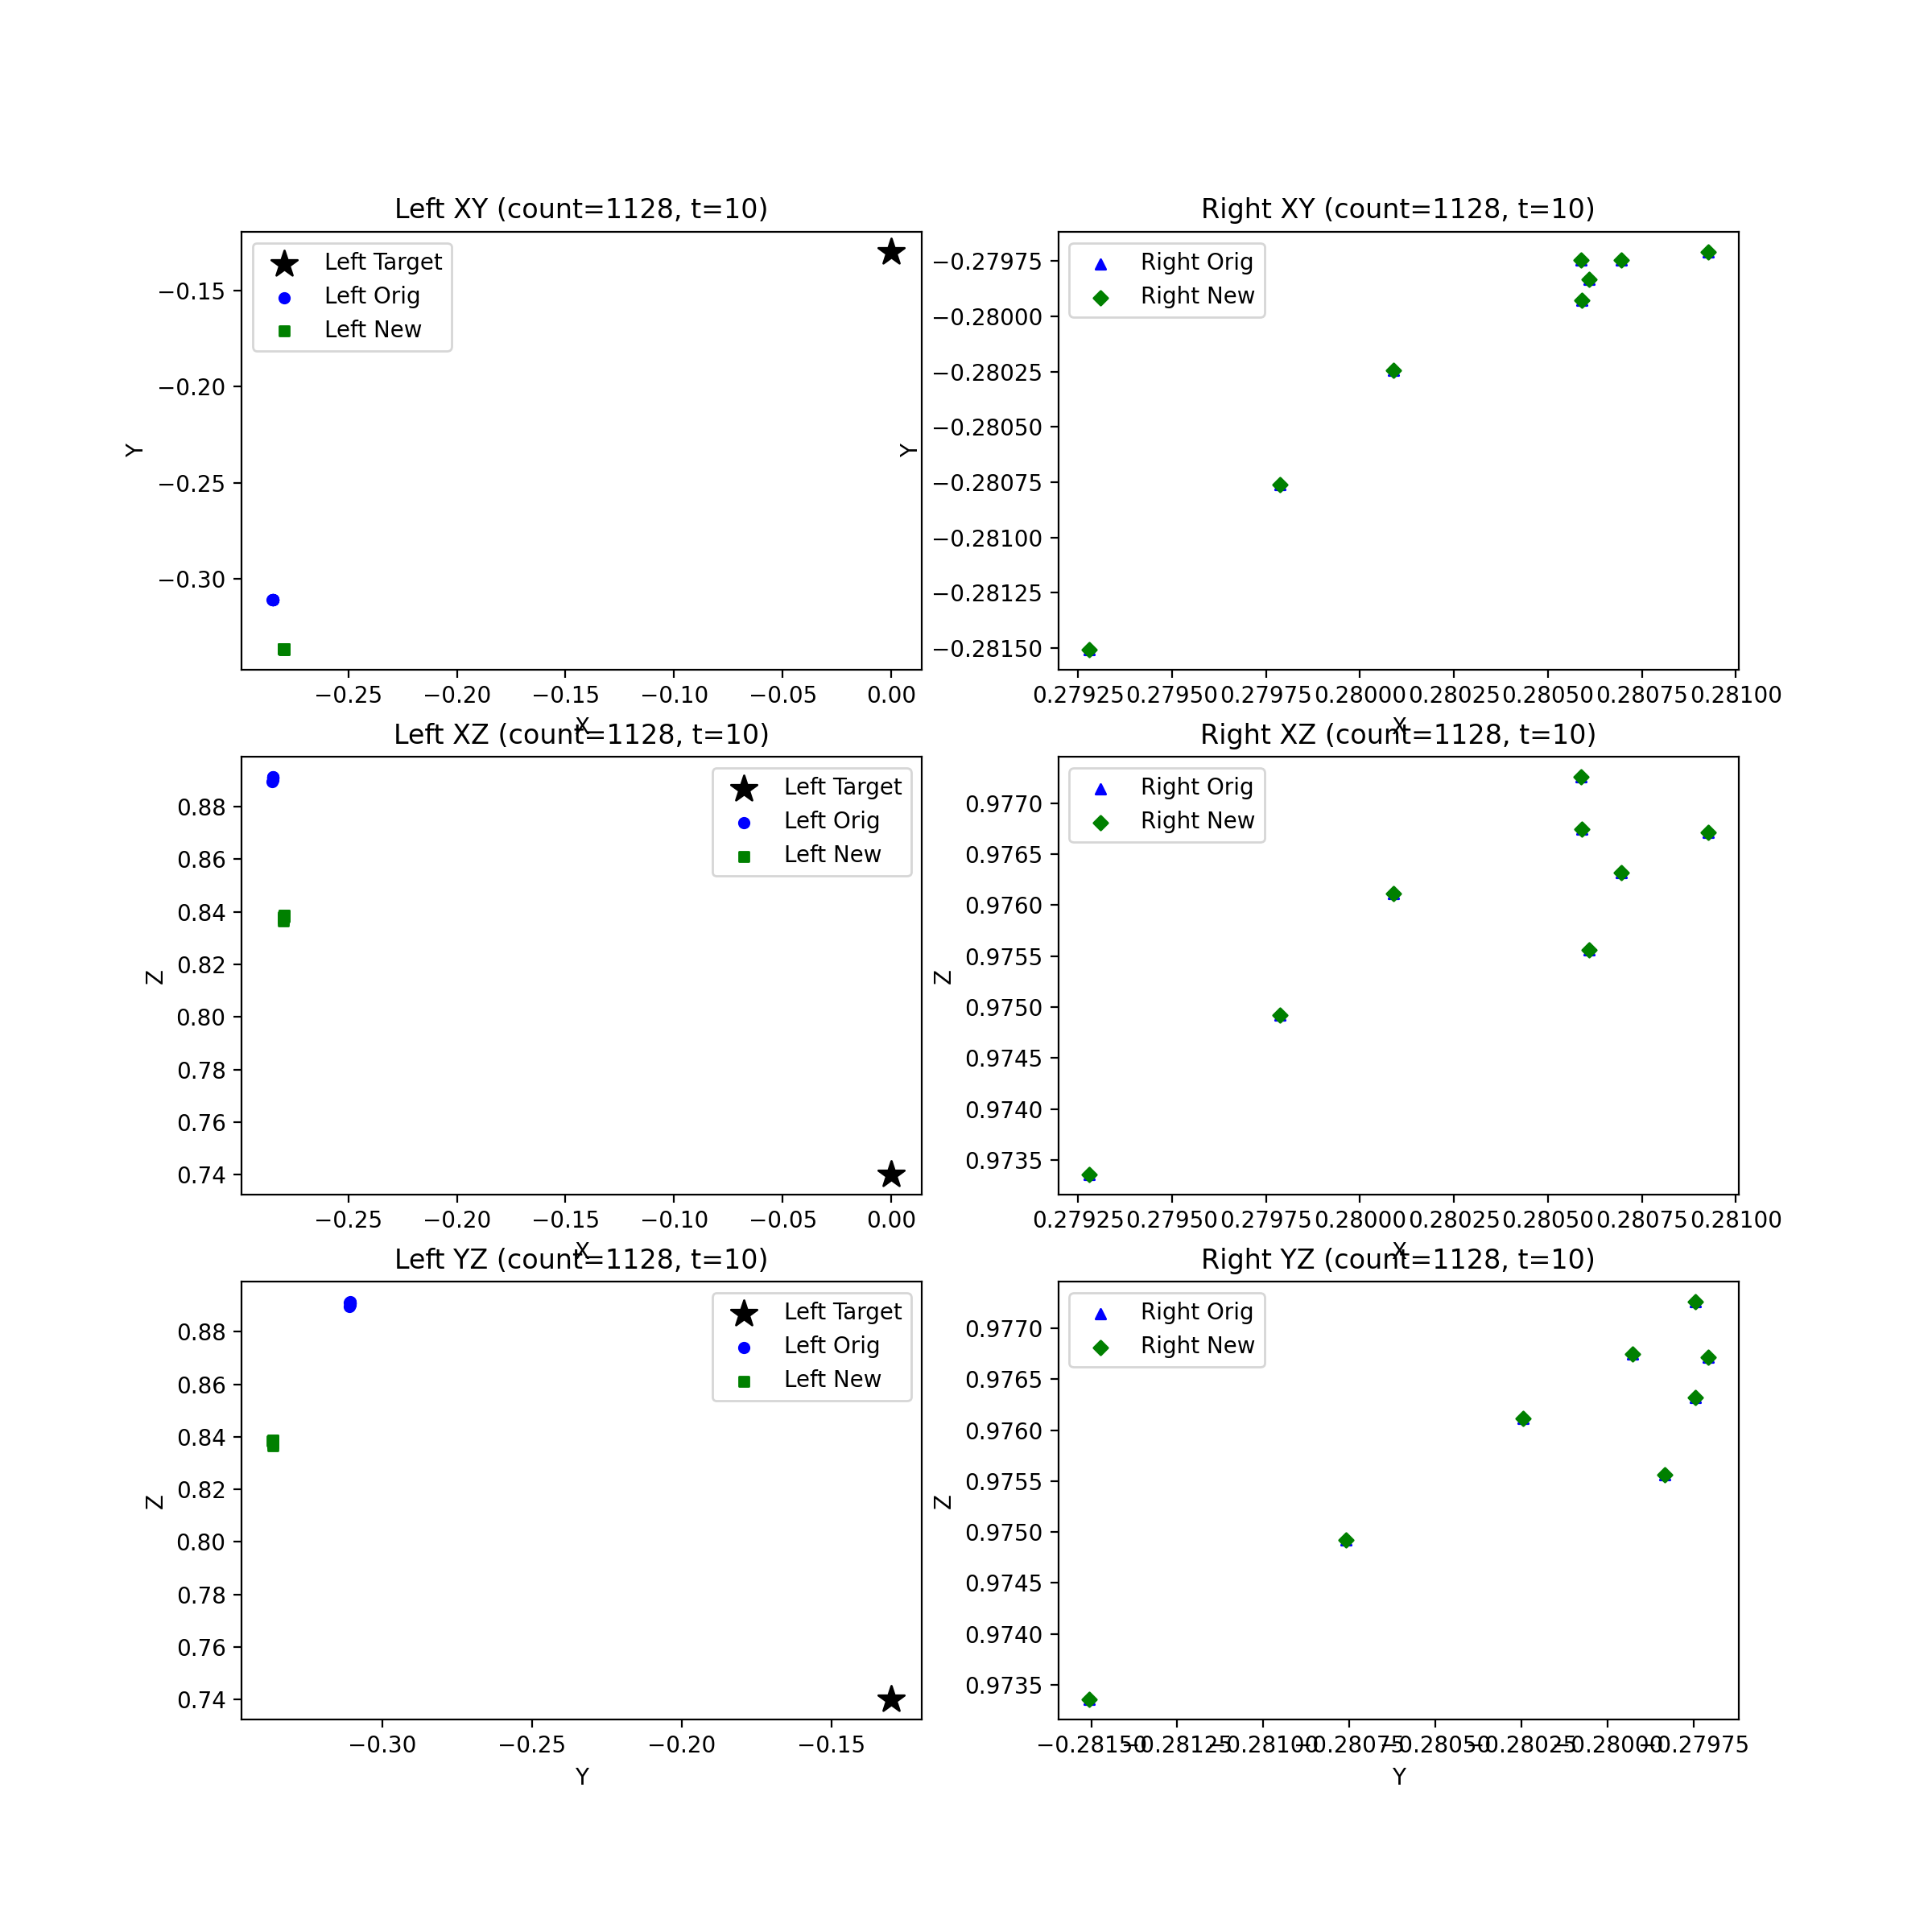 Left XY (count=1128, t=10)
Left Target
Left Orig
Left New
−0.15
−0.20
−0.25
−0.30
Y
−0.25 −0.20 −0.15 −0.10 −0.05 0.00
X
Right XY (count=1128, t=10)
Right Orig
Right New
−0.27975
−0.28000
−0.28025
−0.28050
−0.28075
−0.28100
−0.28125
−0.28150
Y
0.27925 0.27950 0.27975 0.28000 0.28025 0.28050 0.28075 0.28100
X
Left XZ (count=1128, t=10)
Left Target
Left Orig
Left New
0.88
0.86
0.84
0.82
0.80
0.78
0.76
0.74
Z
−0.25 −0.20 −0.15 −0.10 −0.05 0.00
X
Right XZ (count=1128, t=10)
Right Orig
Right New
0.9770
0.9765
0.9760
0.9755
0.9750
0.9745
0.9740
0.9735
Z
0.27925 0.27950 0.27975 0.28000 0.28025 0.28050 0.28075 0.28100
X
Left YZ (count=1128, t=10)
Left Target
Left Orig
Left New
0.88
0.86
0.84
0.82
0.80
0.78
0.76
0.74
Z
−0.30 −0.25 −0.20 −0.15
Y
Right YZ (count=1128, t=10)
Right Orig
Right New
0.9770
0.9765
0.9760
0.9755
0.9750
0.9745
0.9740
0.9735
Z
−0.28150 −0.28125 −0.28100 −0.28075 −0.28050 −0.28025 −0.28000 −0.27975
Y